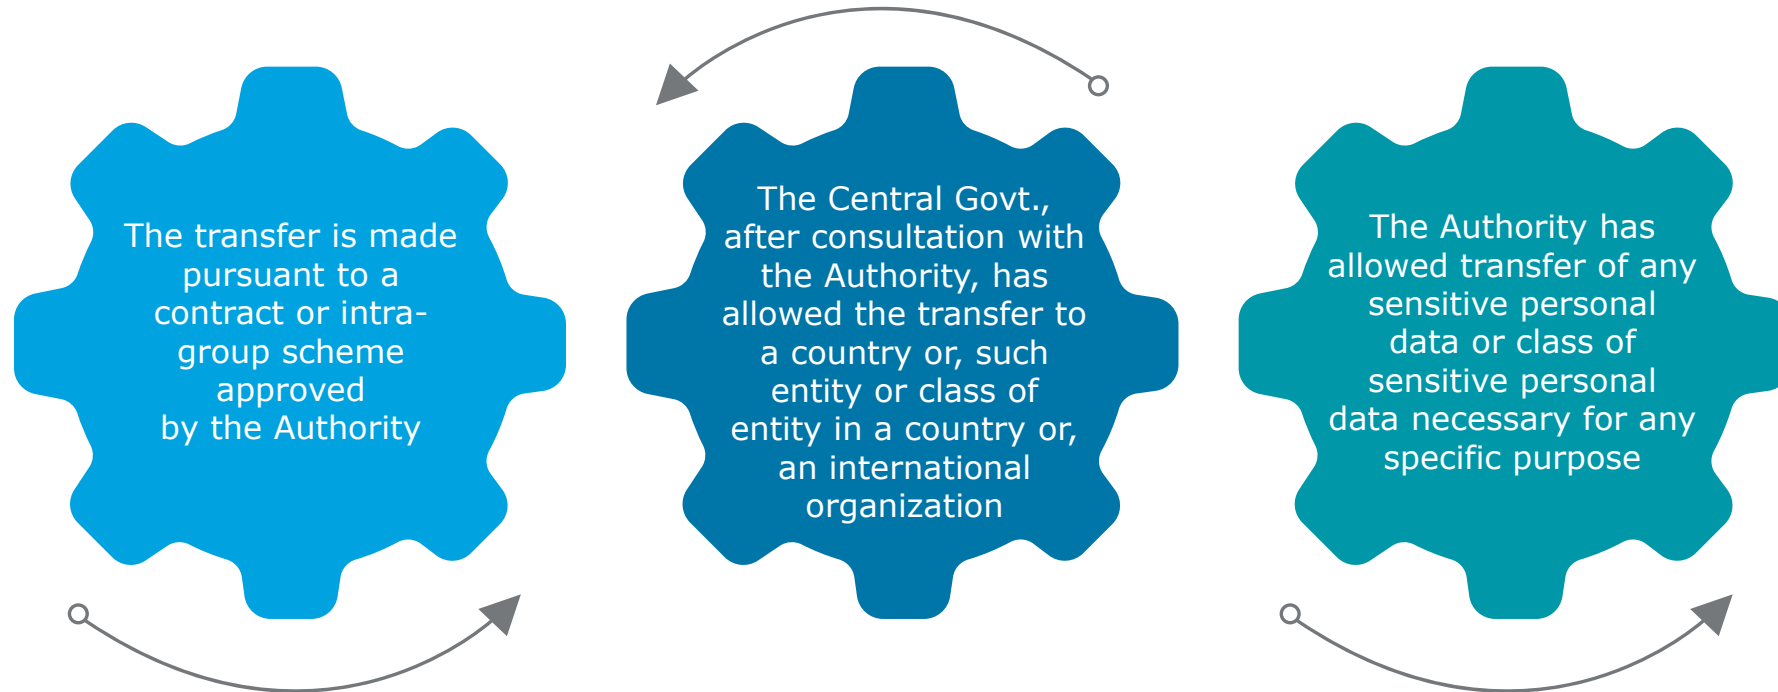 The transfer is made
pursuant to a
contract or intra-
group scheme
approved
by the Authority
The Central Govt.,
after consultation with
the Authority, has
allowed the transfer to
a country or, such
entity or class of
entity in a country or,
an international
organization
The Authority has
allowed transfer of any
sensitive personal
data or class of
sensitive personal
data necessary for any
specific purpose